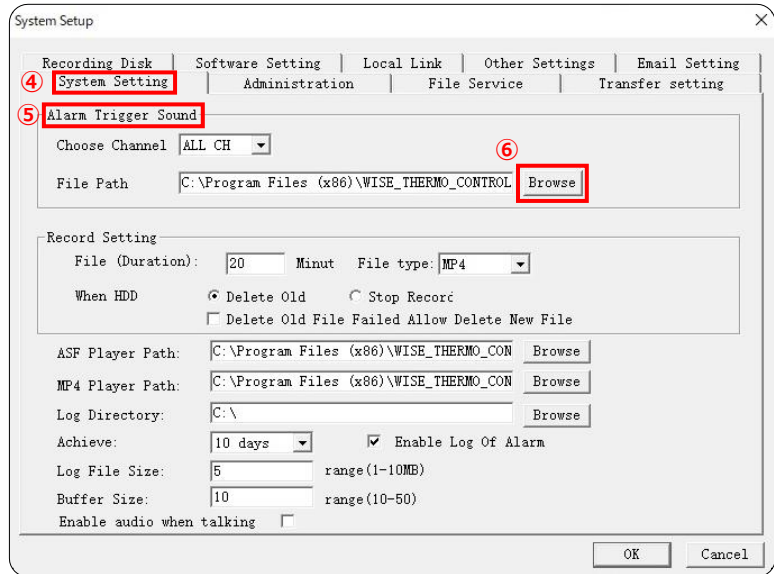 System Setup
Recording Disk Software Setting Local Link Other Settings Email Setting
④ System Setting Administration File Service Transfer setting
⑤ Alarm Trigger Sound
Choose Channel ALL CH
⑥
File Path C:\Program Files (x86)\WISE_THERMO_CONTROL Browse
Record Setting
File (Duration): 20 Minut File type: MP4
When HDD Delete Old Stop Record
Delete Old File Failed Allow Delete New File
ASF Player Path: C:\Program Files (x86)\WISE_THERMO_CON Browse
MP4 Player Path: C:\Program Files (x86)\WISE_THERMO_CON Browse
Log Directory: C:\ Browse
Achieve: 10 days Enable Log Of Alarm
Log File Size: 5 range(1-10MB)
Buffer Size: 10 range(10-50)
Enable audio when talking
OK Cancel